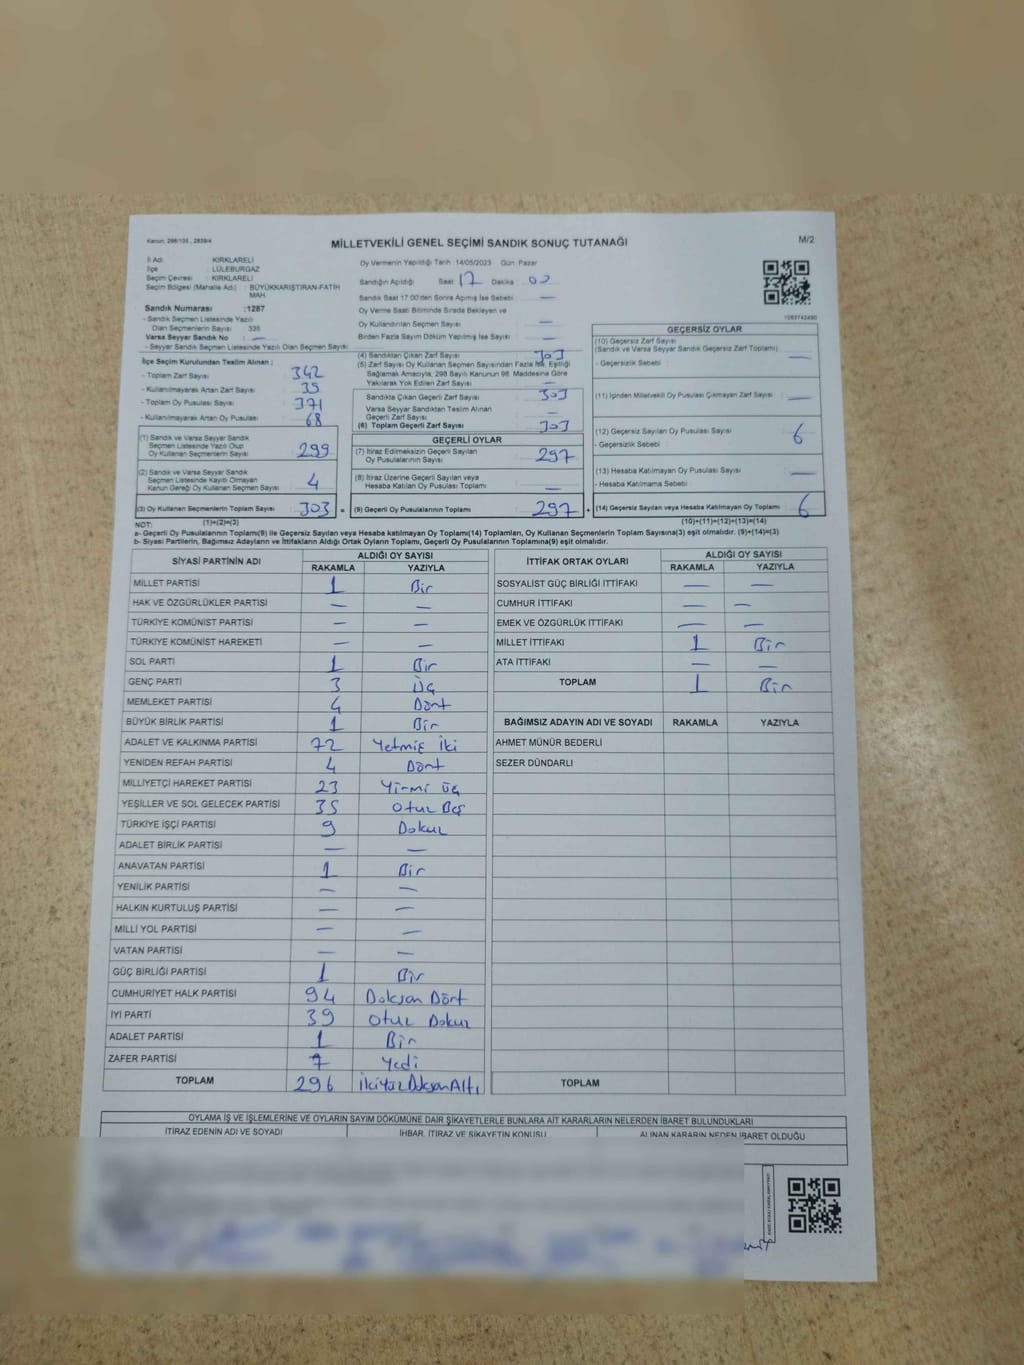 Kanun: 298/105 , 2839/4
MİLLETVEKİLİ GENEL SEÇİMİ SANDIK SONUÇ TUTANAĞI
M/2
İl Adı : KIRKLARELİ
İlçe : LÜLEBURGAZ
Seçim Çevresi : KIRKLARELİ
Seçim Bölgesi (Mahalle Adı) : BÜYÜKKARIŞTIRAN-FATİH MAH.
Sandık Numarası :1287
- Sandık Seçmen Listesinde Yazılı
Olan Seçmenlerin Sayısı : 335
Varsa Seyyar Sandık No : —
- Seyyar Sandık Seçmen Listesinde Yazılı Olan Seçmen Sayısı:
Oy Vermenin Yapıldığı Tarih :14/05/2023 Gün: Pazar
Sandığın Açıldığı Saat 17 Dakika 00
Sandık Saat 17:00'den Sonra Açılmış İse Sebebi : —
Oy Verme Saati Bitiminde Sırada Bekleyen ve
Oy Kullandırılan Seçmen Sayısı : —
Birden Fazla Sayım Döküm Yapılmış İse Sayısı : —
İlçe Seçim Kurulundan Teslim Alınan ;
- Toplam Zarf Sayısı : 342
- Kullanılmayarak Artan Zarf Sayısı : 39
- Toplam Oy Pusulası Sayısı : 371
- Kullanılmayarak Artan Oy Pusulası : 68
(1) Sandık ve Varsa Seyyar Sandık
Seçmen Listesinde Yazılı Olup
Oy Kullanan Seçmenlerin Sayısı : 299
(2) Sandık ve Varsa Seyyar Sandık
Seçmen Listesinde Kayıtlı Olmayan
Kanun Gereği Oy Kullanan Seçmen Sayısı : 4
(3) Oy Kullanan Seçmenlerin Toplam Sayısı : 303
(4) Sandıktan Çıkan Zarf Sayısı : 303
(5) Zarf Sayısı Oy Kullanan Seçmen Sayısından Fazla İse, Eşitliği
Sağlamak Amacıyla; 298 Sayılı Kanunun 98. Maddesine Göre
Yakılarak Yok Edilen Zarf Sayısı : —
Sandıkta Çıkan Geçerli Zarf Sayısı : 303
Varsa Seyyar Sandıktan Teslim Alınan
Geçerli Zarf Sayısı : —
(6) Toplam Geçerli Zarf Sayısı : 303
GEÇERLİ OYLAR
(7) İtiraz Edilmeksizin Geçerli Sayılan
Oy Pusulalarının Sayısı : 297
(8) İtiraz Üzerine Geçerli Sayılan veya
Hesaba Katılan Oy Pusulası Toplamı : —
= (9) Geçerli Oy Pusulalarının Toplamı : 297
1093742490
GEÇERSİZ OYLAR
(10) Geçersiz Zarf Sayısı
(Sandık ve Varsa Seyyar Sandık Geçersiz Zarf Toplamı) : —
- Geçersizlik Sebebi :
(11) İçinden Milletvekili Oy Pusulası Çıkmayan Zarf Sayısı : —
(12) Geçersiz Sayılan Oy Pusulası Sayısı : 6
- Geçersizlik Sebebi :
(13) Hesaba Katılmayan Oy Pusulası Sayısı : —
- Hesaba Katılmama Sebebi :
+ (14) Geçersiz Sayılan veya Hesaba Katılmayan Oy Toplamı : 6
NOT: (1)+(2)=(3)
(10)+(11)+(12)+(13)=(14)
a- Geçerli Oy Pusulalarının Toplamı(9) ile Geçersiz Sayılan veya Hesaba Katılmayan Oy Toplamı(14) Toplamları, Oy Kullanan Seçmenlerin Toplam Sayısına(3) eşit olmalıdır. (9)+(14)=(3)
b- Siyasi Partilerin, Bağımsız Adayların ve İttifakların Aldığı Ortak Oyların Toplamı, Geçerli Oy Pusulalarının Toplamına(9) eşit olmalıdır.
SİYASİ PARTİNİN ADI
ALDIĞI OY SAYISI
RAKAMLA YAZIYLA
MİLLET PARTİSİ 1 Bir
HAK VE ÖZGÜRLÜKLER PARTİSİ — —
TÜRKİYE KOMÜNİST PARTİSİ — —
TÜRKİYE KOMÜNİST HAREKETİ — —
SOL PARTİ 1 Bir
GENÇ PARTİ 3 Üç
MEMLEKET PARTİSİ 4 Dört
BÜYÜK BİRLİK PARTİSİ 1 Bir
ADALET VE KALKINMA PARTİSİ 72 Yetmiş iki
YENİDEN REFAH PARTİSİ 4 Dört
MİLLİYETÇİ HAREKET PARTİSİ 23 Yirmi üç
YEŞİLLER VE SOL GELECEK PARTİSİ 35 Otuz Beş
TÜRKİYE İŞÇİ PARTİSİ 9 Dokuz
ADALET BİRLİK PARTİSİ — —
ANAVATAN PARTİSİ 1 Bir
YENİLİK PARTİSİ — —
HALKIN KURTULUŞ PARTİSİ — —
MİLLİ YOL PARTİSİ — —
VATAN PARTİSİ — —
GÜÇ BİRLİĞİ PARTİSİ 1 Bir
CUMHURİYET HALK PARTİSİ 94 Doksan Dört
İYİ PARTİ 39 Otuz Dokuz
ADALET PARTİSİ 1 Bir
ZAFER PARTİSİ 7 Yedi
TOPLAM 296 İkiYüzDoksanAltı
İTTİFAK ORTAK OYLARI
ALDIĞI OY SAYISI
RAKAMLA YAZIYLA
SOSYALİST GÜÇ BİRLİĞİ İTTİFAKI — —
CUMHUR İTTİFAKI — —
EMEK VE ÖZGÜRLÜK İTTİFAKI — —
MİLLET İTTİFAKI 1 Bir
ATA İTTİFAKI — —
TOPLAM 1 Bir
BAĞIMSIZ ADAYIN ADI VE SOYADI RAKAMLA YAZIYLA
AHMET MÜNÜR BEDERLİ
SEZER DÜNDARLI
TOPLAM
OYLAMA İŞ VE İŞLEMLERİNE VE OYLARIN SAYIM DÖKÜMÜNE DAİR ŞİKAYETLERLE BUNLARA AİT KARARLARIN NELERDEN İBARET BULUNDUKLARI
İTİRAZ EDENİN ADI VE SOYADI
İHBAR, İTİRAZ VE ŞİKAYETİN KONUSU
ALINAN KARARIN NEDEN İBARET OLDUĞU